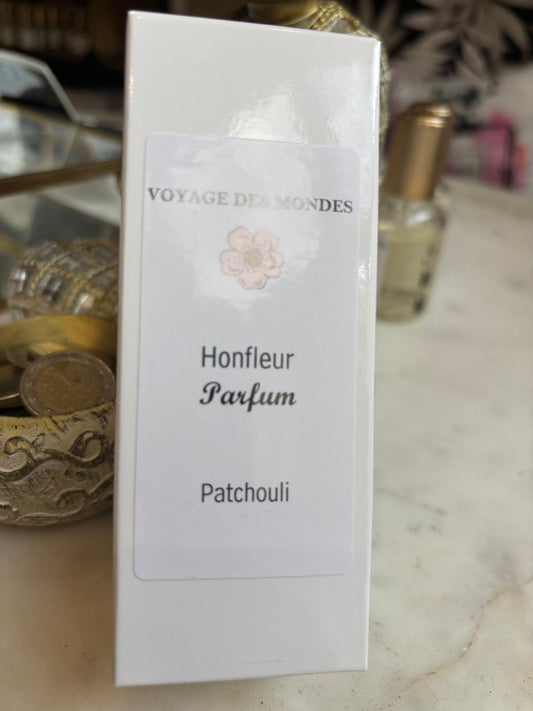 VOYAGE DES MONDES
Honfleur
Parfum
Patchouli